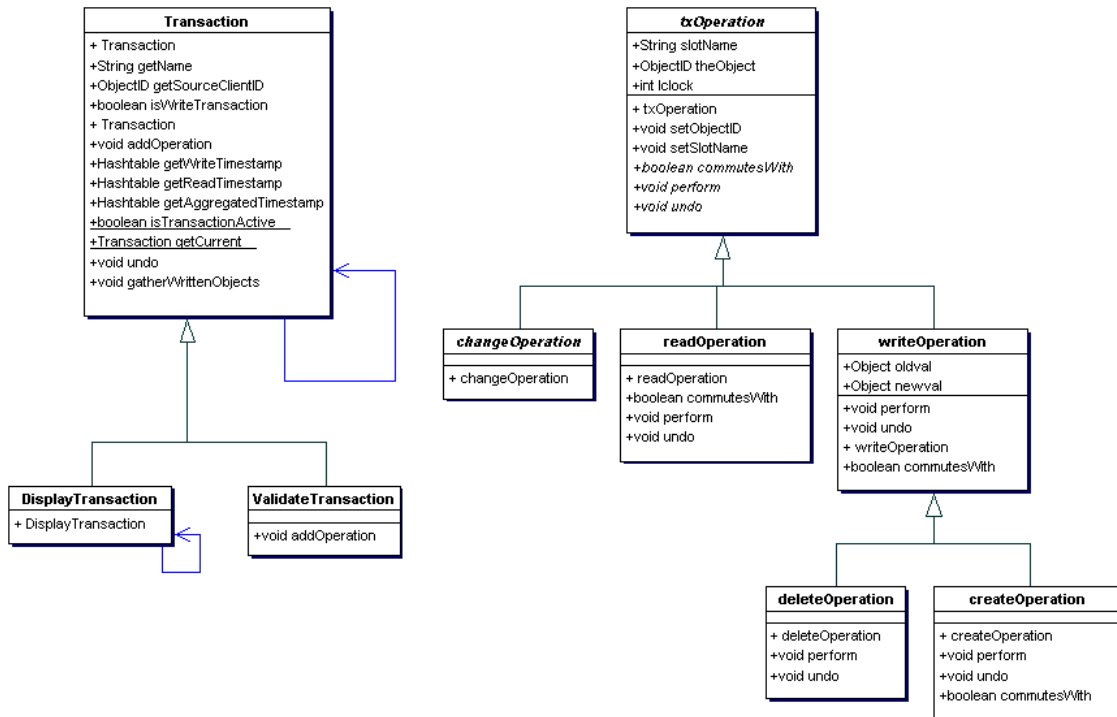 Transaction
+ Transaction
+String getName
+ObjectID getSourceClientID
+boolean isWriteTransaction
+ Transaction
+void addOperation
+Hashtable getWriteTimestamp
+Hashtable getReadTimestamp
+Hashtable getAggregatedTimestamp
+boolean isTransactionActive
+Transaction getCurrent
+void undo
+void gatherWrittenObjects
DisplayTransaction
+ DisplayTransaction
ValidateTransaction
+void addOperation
txOperation
+String slotName
+ObjectID theObject
+int lclock
+ txOperation
+void setObjectID
+void setSlotName
+boolean commutesWith
+void perform
+void undo
changeOperation
+ changeOperation
readOperation
+ readOperation
+boolean commutesWith
+void perform
+void undo
writeOperation
+Object oldval
+Object newval
+void perform
+void undo
+ writeOperation
+boolean commutesWith
deleteOperation
+ deleteOperation
+void perform
+void undo
createOperation
+ createOperation
+void perform
+void undo
+boolean commutesWith